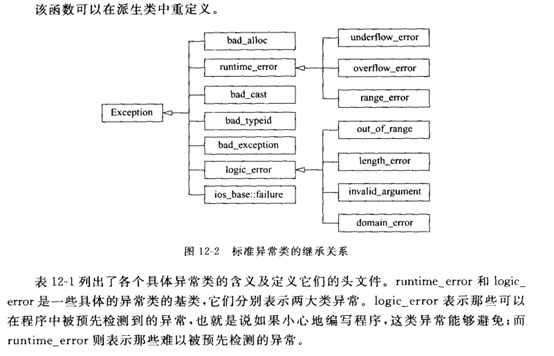 该函数可以在派生类中重定义。
bad_alloc
runtime_error
bad_cast
Exception
bad_typeid
bad_exception
logic_error
ios_base::failure
underflow_error
overflow_error
range_error
out_of_range
length_error
invalid_argument
domain_error
图 12-2 标准异常类的继承关系
表 12-1 列出了各个具体异常类的含义及定义它们的头文件。runtime_error 和 logic_
error 是一些具体的异常类的基类,它们分别表示两大类异常。logic_error 表示那些可以
在程序中被预先检测到的异常,也就是说如果小心地编写程序,这类异常能够避免;而
runtime_error 则表示那些难以被预先检测的异常。